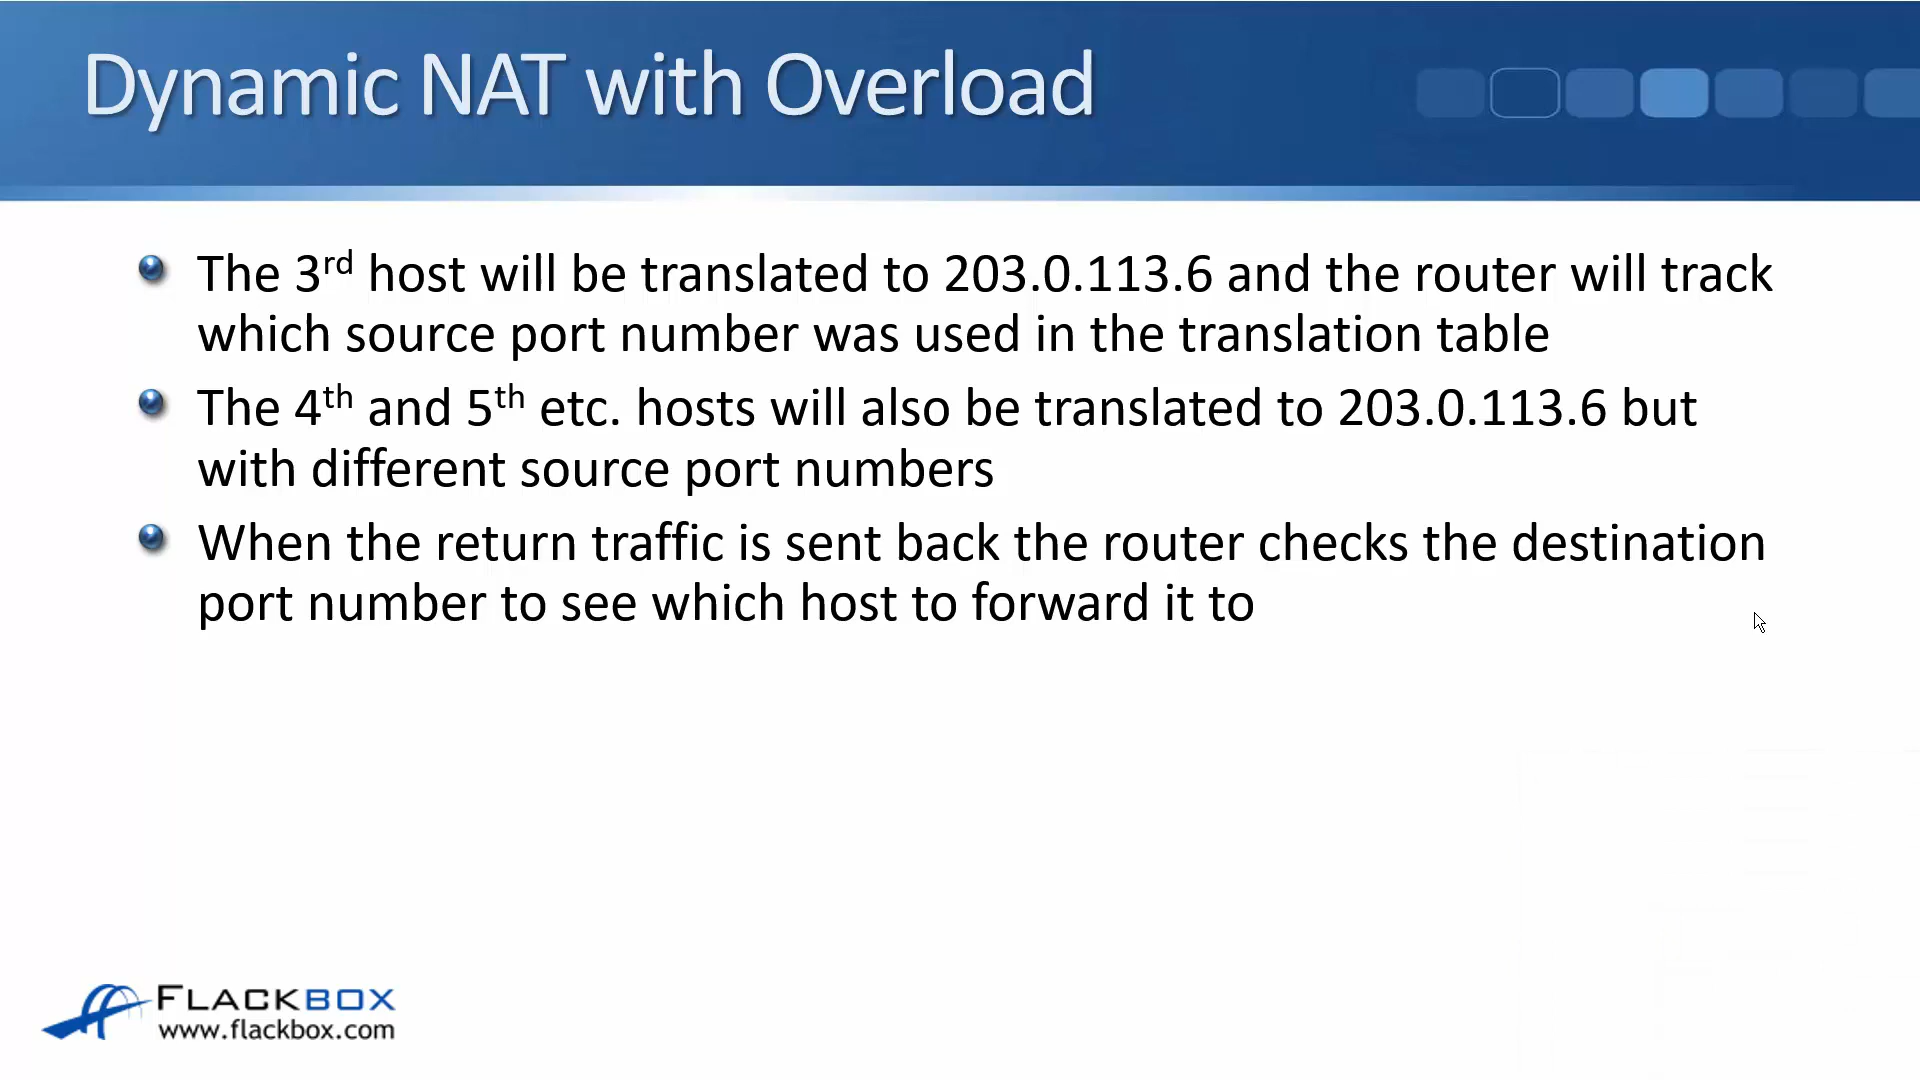 Dynamic NAT with Overload
The 3rd host will be translated to 203.0.113.6 and the router will track
which source port number was used in the translation table
The 4th and 5th etc. hosts will also be translated to 203.0.113.6 but
with different source port numbers
When the return traffic is sent back the router checks the destination
port number to see which host to forward it to
FLACKBOX
www.flackbox.com